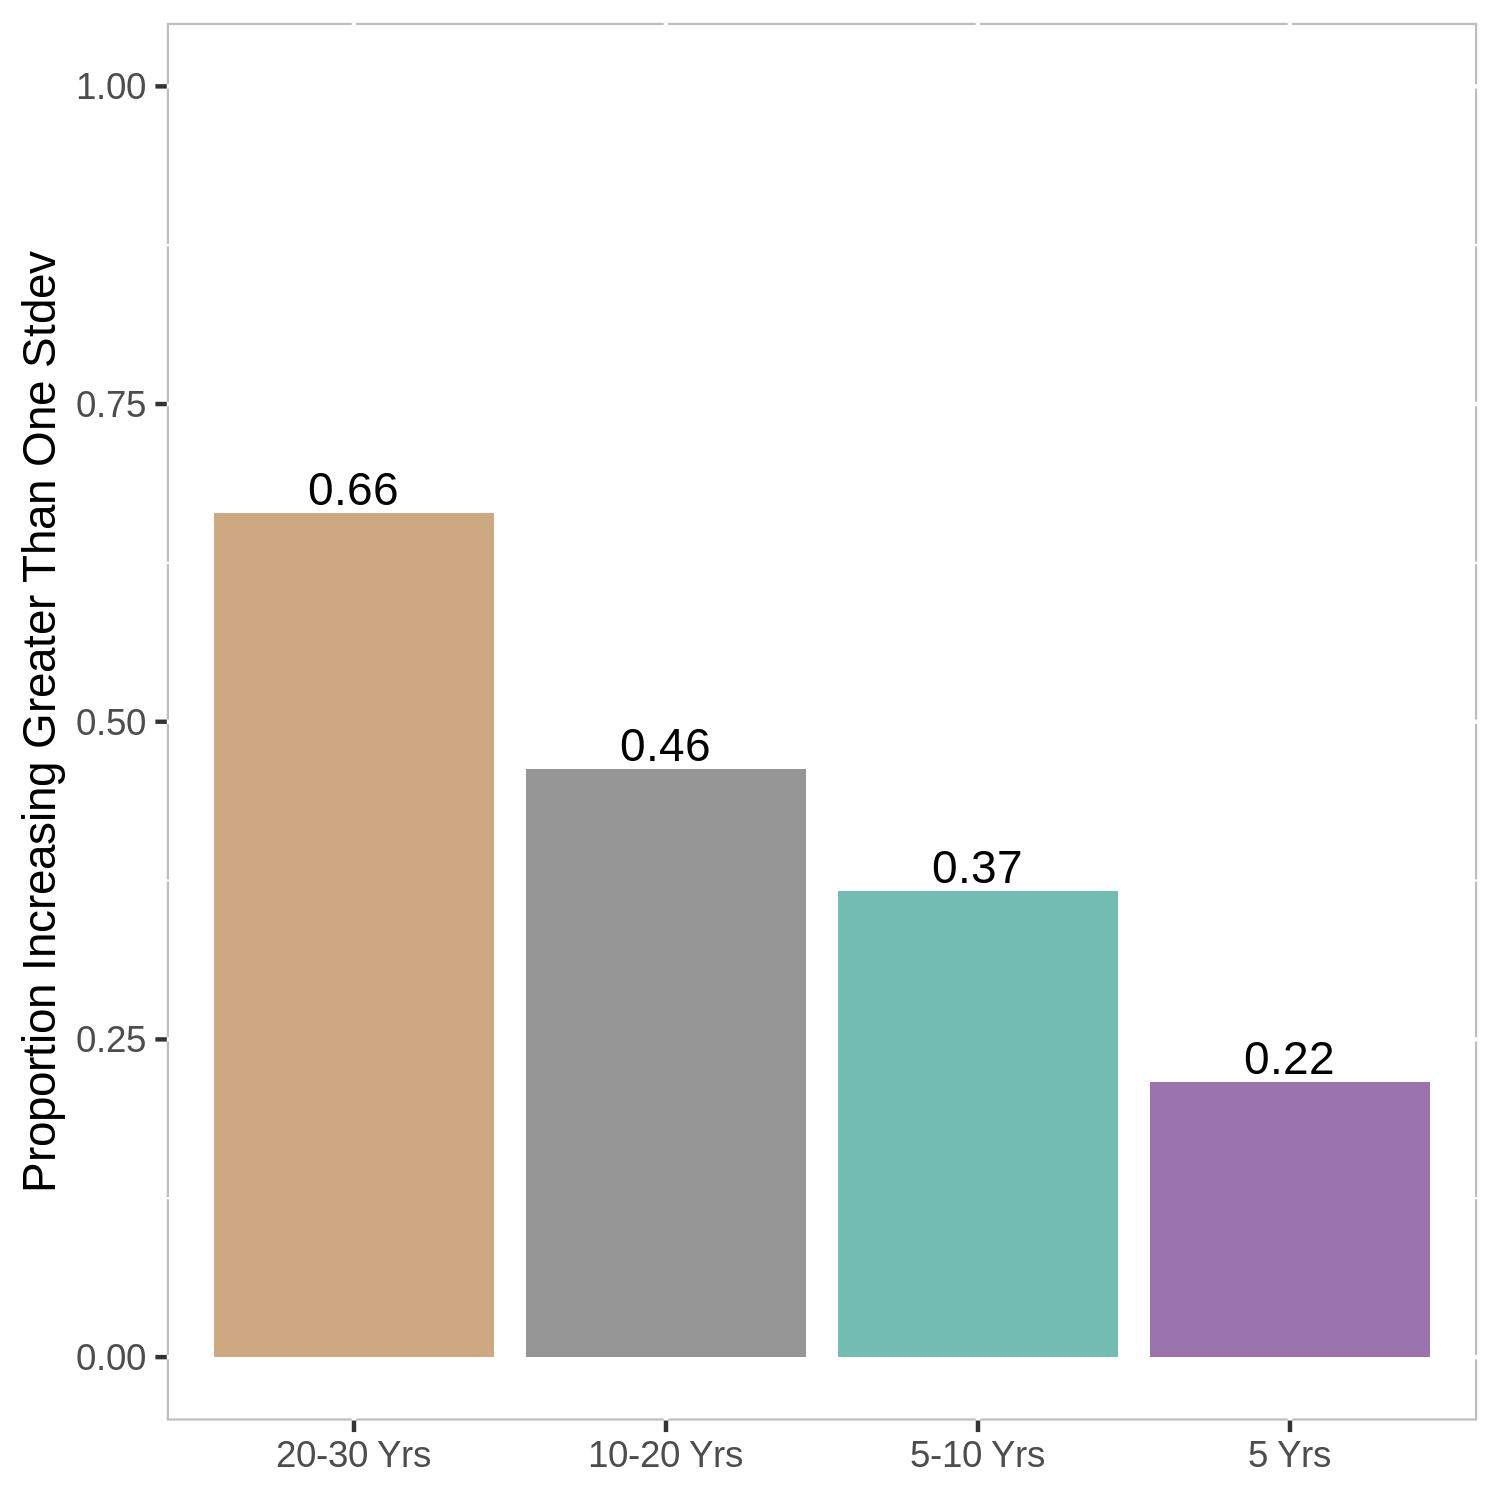 Proportion Increasing Greater Than One Stdev
1.00
0.75
0.50
0.25
0.00
0.66
0.46
0.37
0.22
20-30 Yrs
10-20 Yrs
5-10 Yrs
5 Yrs